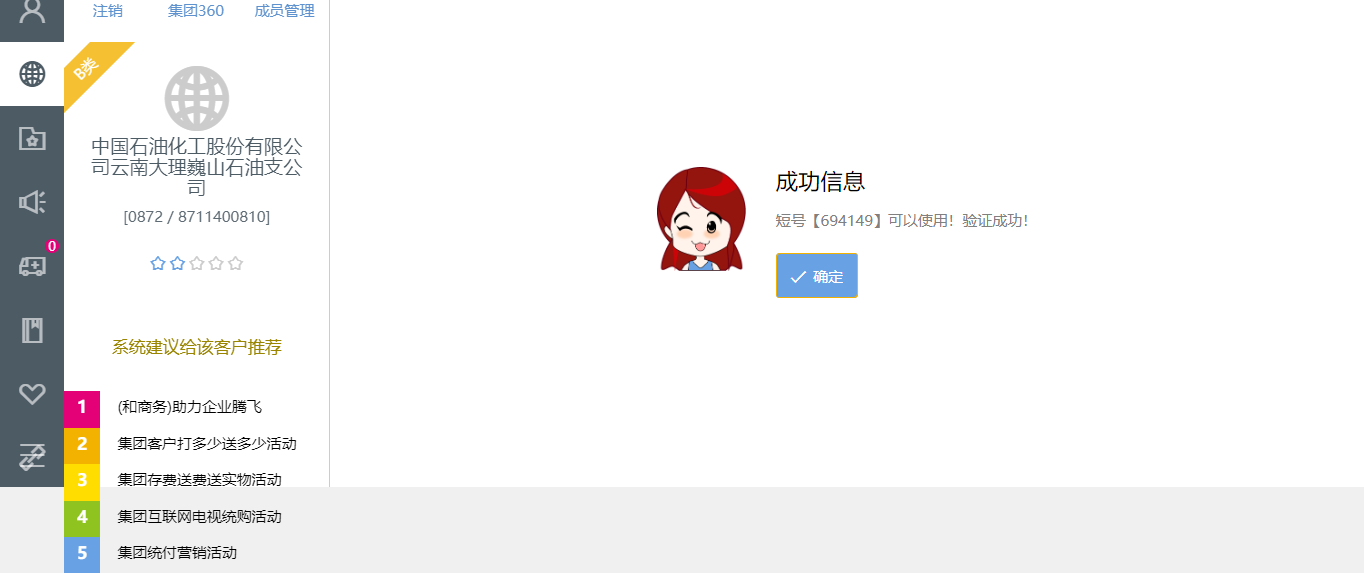 注销 集团360 成员管理
B类
中国石油化工股份有限公
司云南大理巍山石油支公
司
[0872 / 8711400810]
0
系统建议给该客户推荐
1 (和商务)助力企业腾飞
2 集团客户打多少送多少活动
3 集团存费送费送实物活动
4 集团互联网电视统购活动
5 集团统付营销活动
成功信息
短号【694149】可以使用！验证成功！
确定